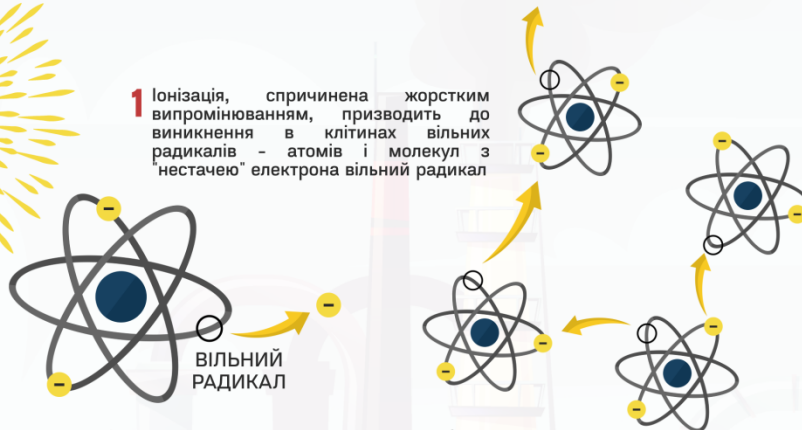 1 Іонізація, спричинена жорстким
випромінюванням, призводить до
виникнення в клітинах вільних
радикалів - атомів і молекул з
"нестачею" електрона вільний радикал
ВІЛЬНИЙ
РАДИКАЛ